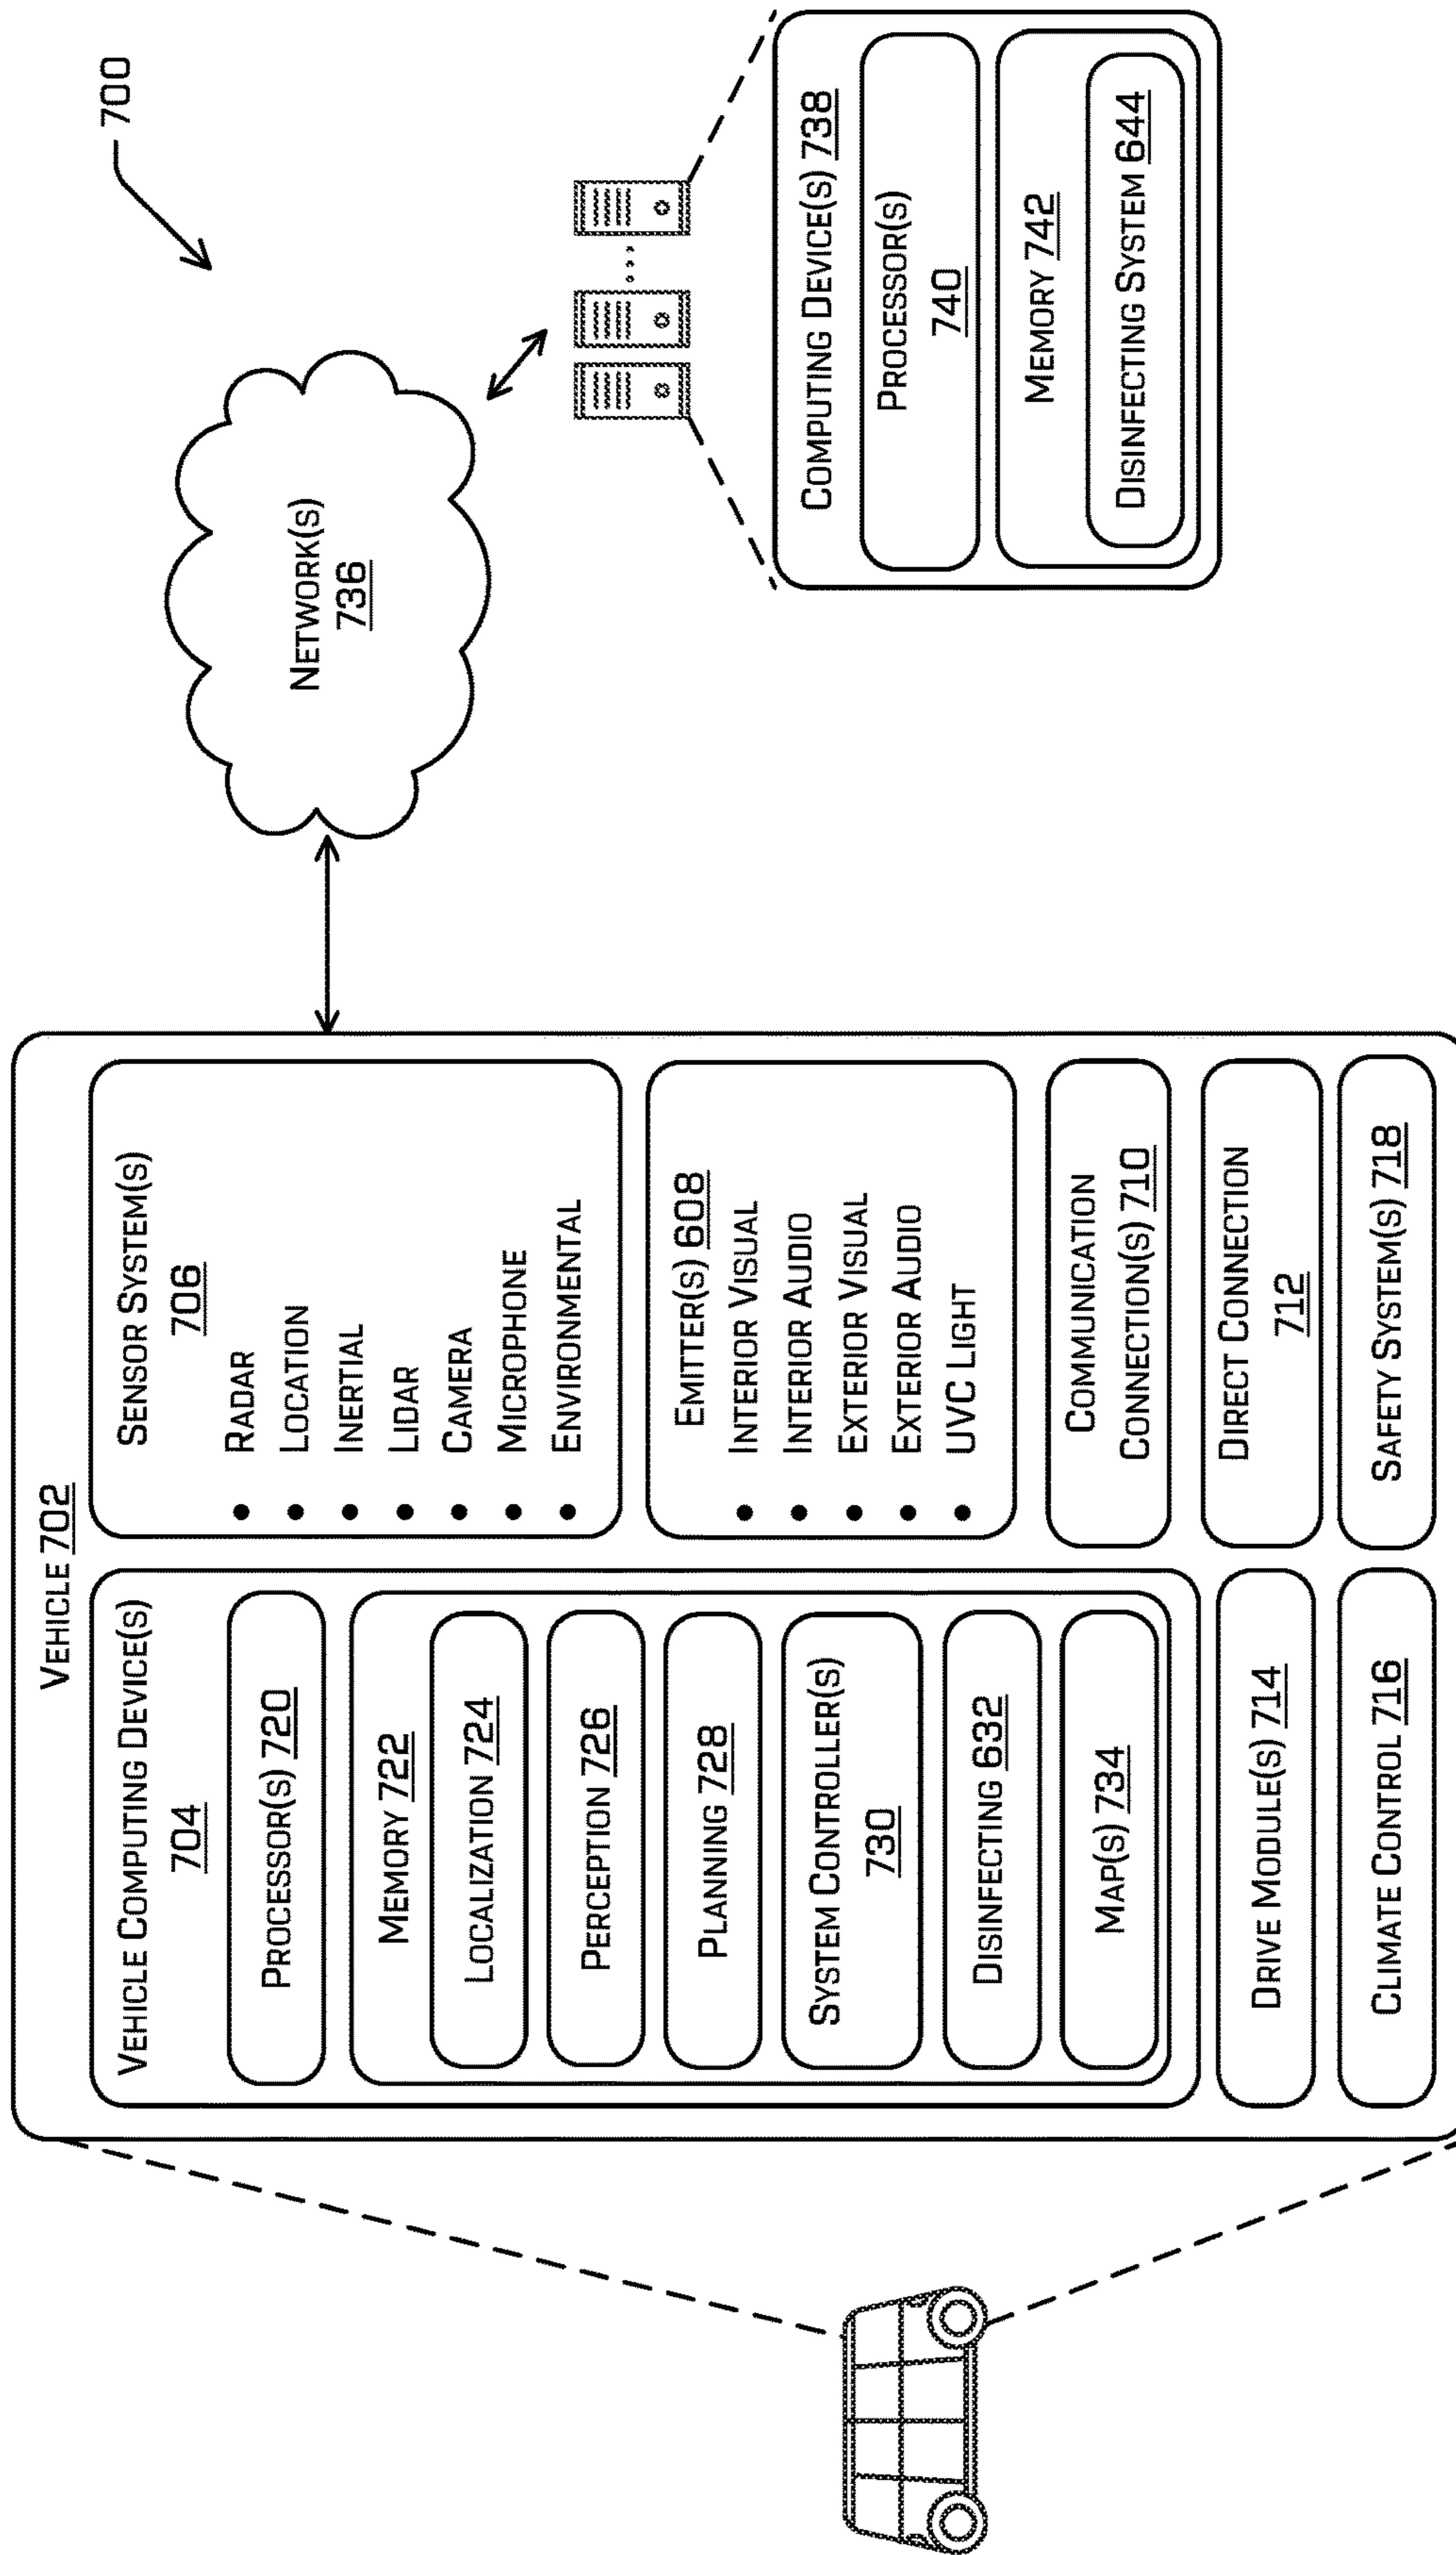 700
VEHICLE 702
VEHICLE COMPUTING DEVICE(S)
704
PROCESSOR(S) 720
MEMORY 722
LOCALIZATION 724
PERCEPTION 726
PLANNING 728
SYSTEM CONTROLLER(S)
730
DISINFECTING 632
MAP(S) 734
DRIVE MODULE(S) 714
CLIMATE CONTROL 716
SENSOR SYSTEM(S)
706
• RADAR
• LOCATION
• INERTIAL
• LIDAR
• CAMERA
• MICROPHONE
• ENVIRONMENTAL
EMITTER(S) 608
• INTERIOR VISUAL
• INTERIOR AUDIO
• EXTERIOR VISUAL
• EXTERIOR AUDIO
• UVC LIGHT
COMMUNICATION
CONNECTION(S) 710
DIRECT CONNECTION
712
SAFETY SYSTEM(S) 718
NETWORK(S)
736
COMPUTING DEVICE(S) 738
PROCESSOR(S)
740
MEMORY 742
DISINFECTING SYSTEM 644